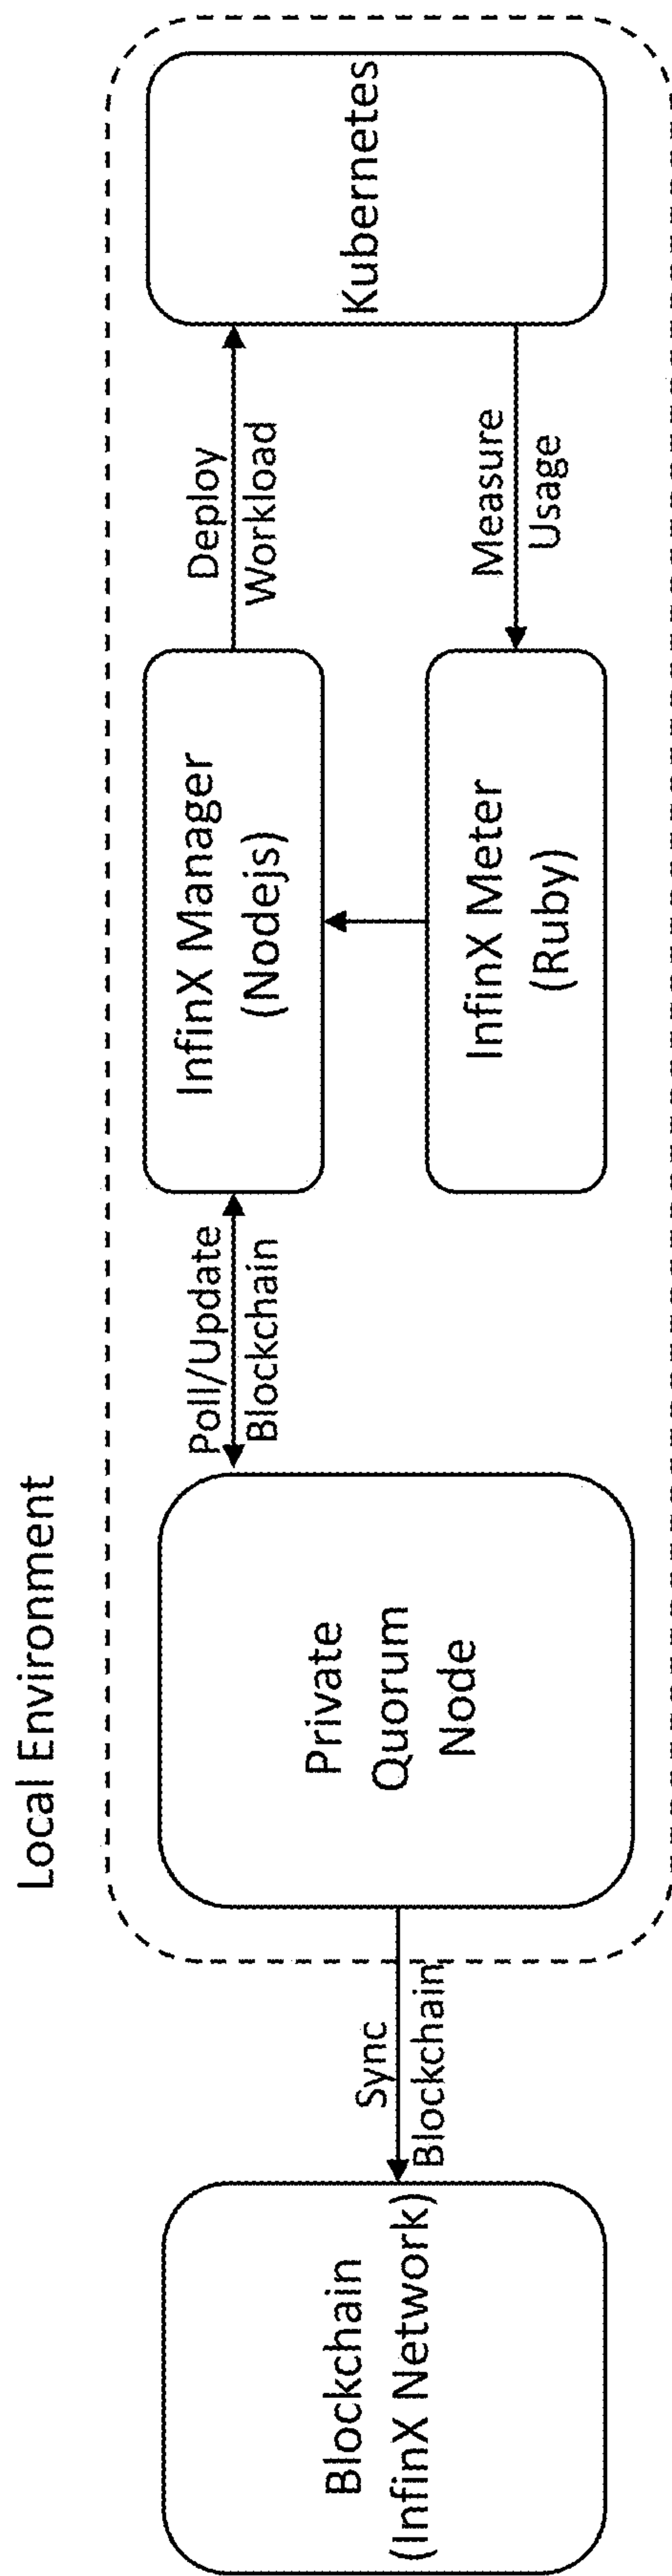 Local Environment
Blockchain
(InfinX Network)
Sync
Blockchain
Private
Quorum
Node
Poll/Update
Blockchain
InfinX Manager
(Nodejs)
InfinX Meter
(Ruby)
Deploy
Workload
Measure
Usage
Kubernetes